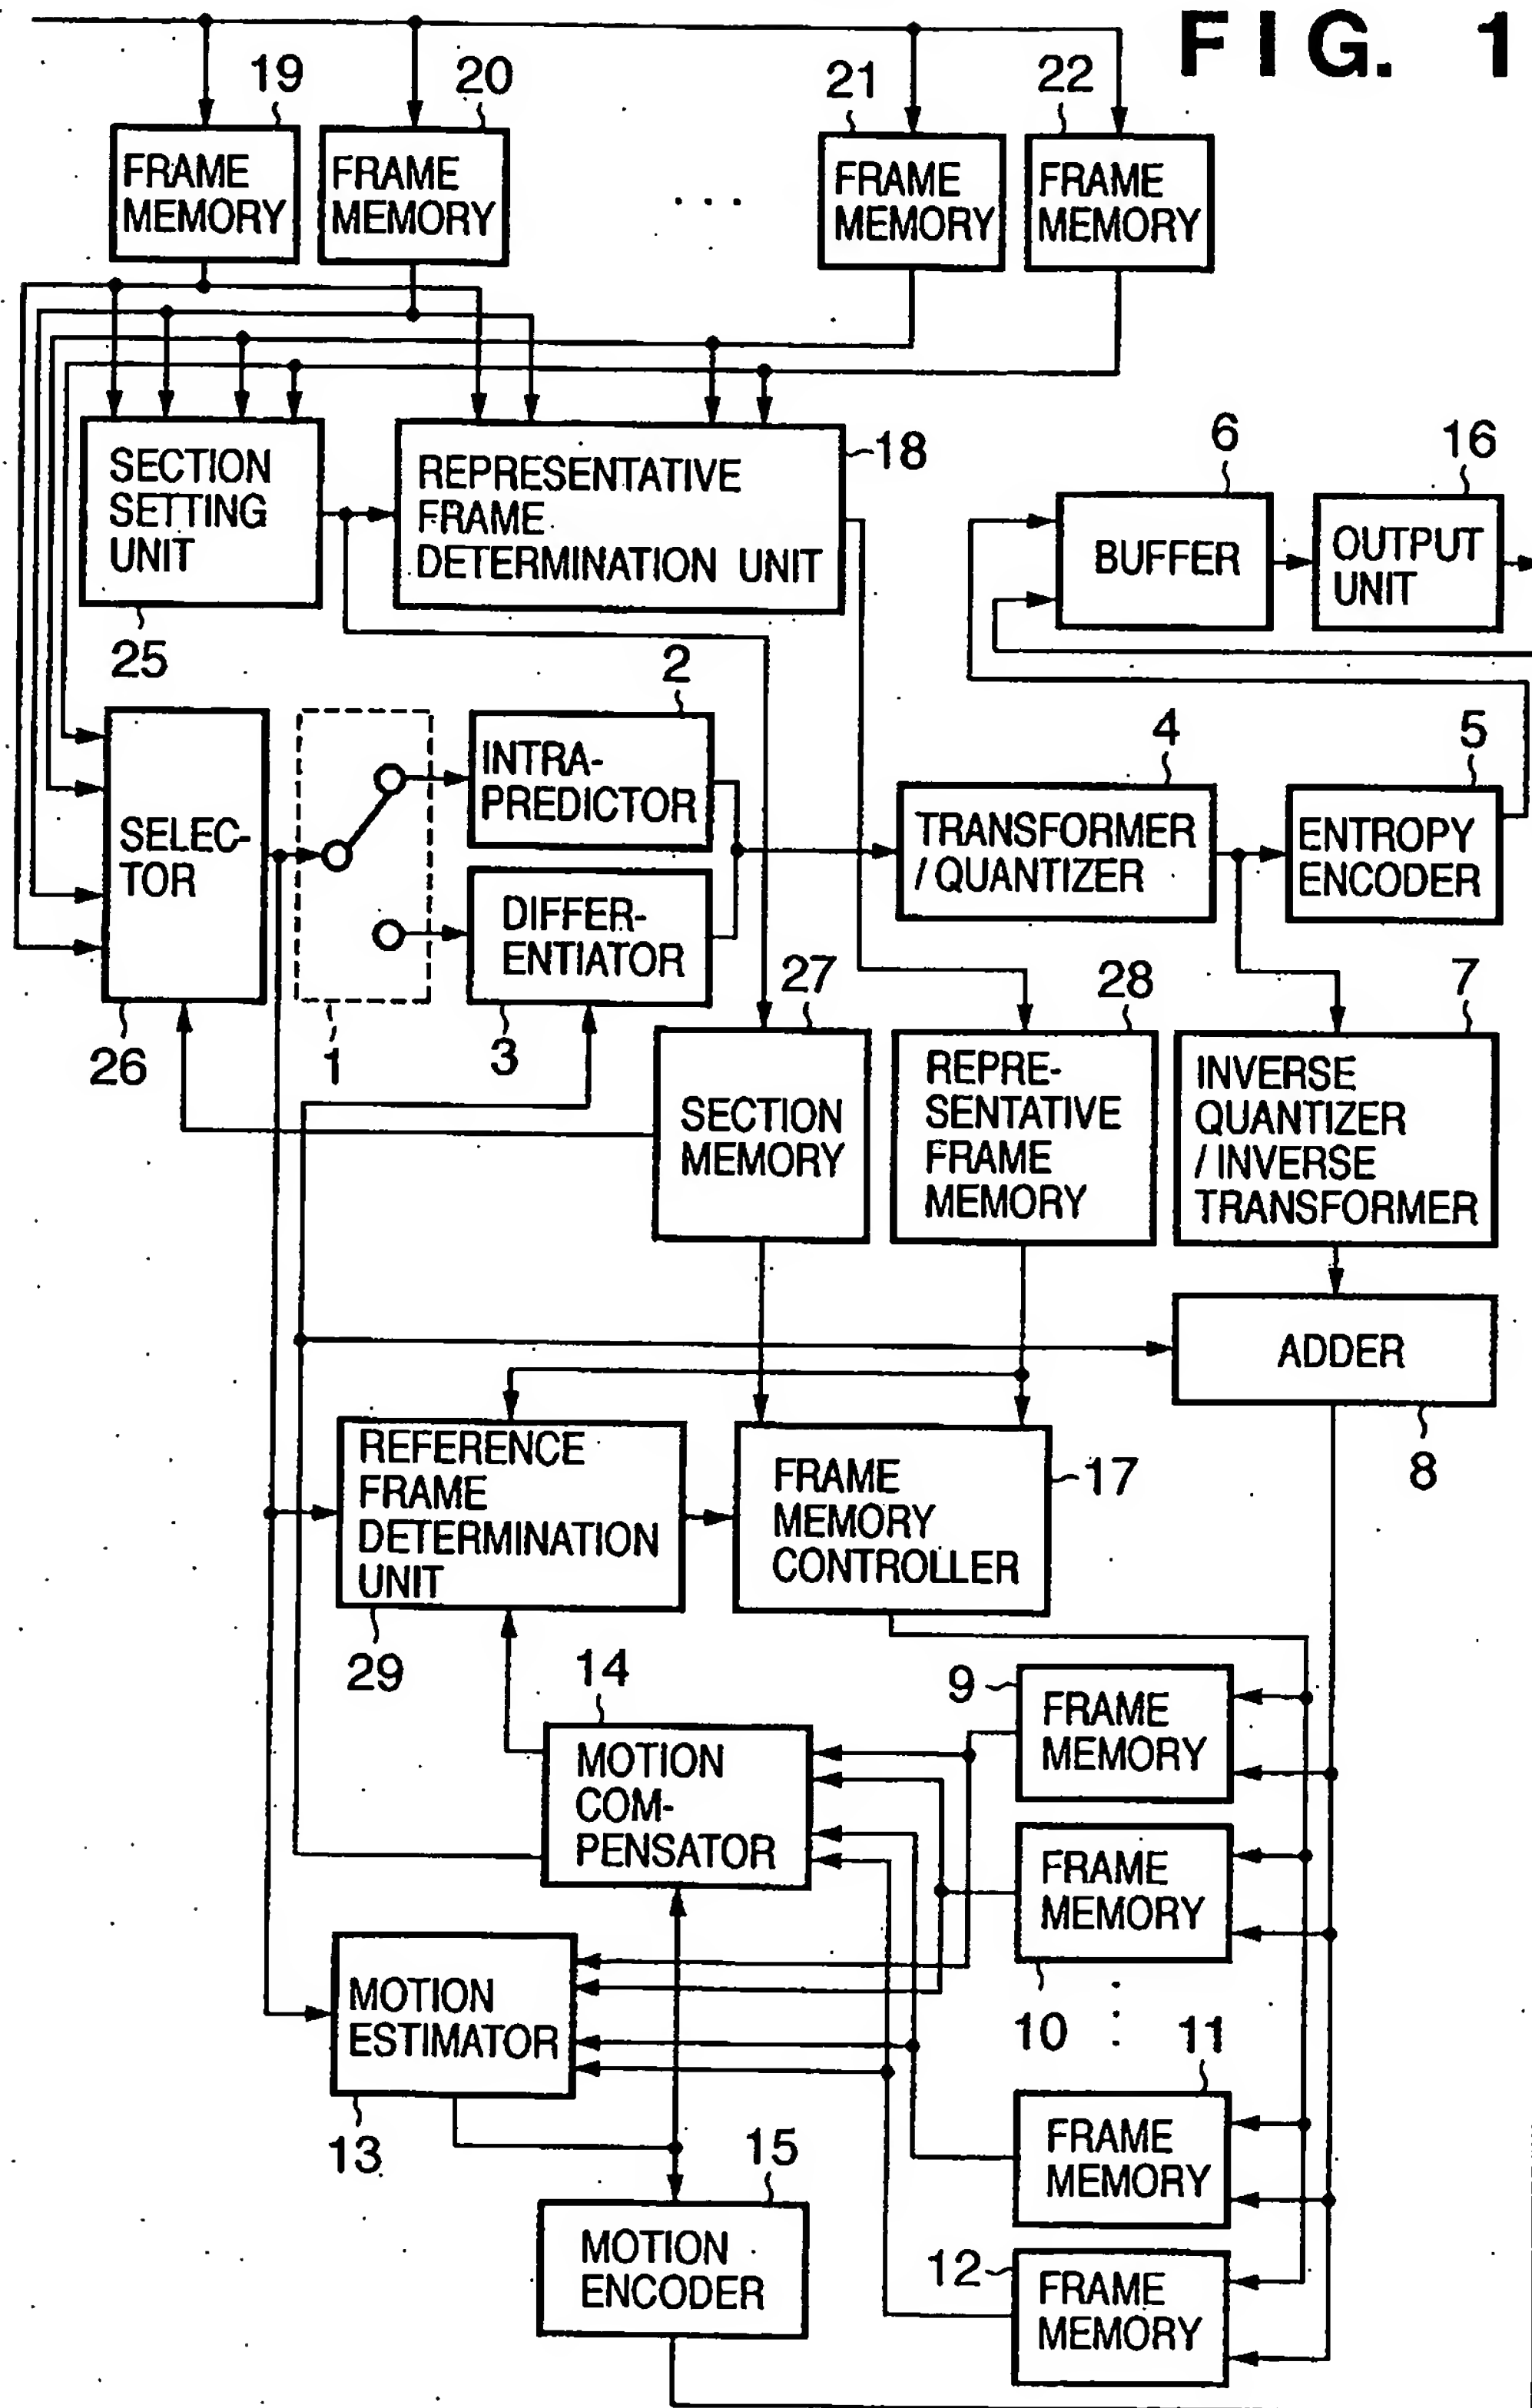 FIG. 1
19
20
21
22
FRAME
MEMORY
FRAME
MEMORY
. . .
FRAME
MEMORY
FRAME
MEMORY
SECTION
SETTING
UNIT
25
REPRESENTATIVE
FRAME
DETERMINATION UNIT
18
6
BUFFER
16
OUTPUT
UNIT
SELEC-
TOR
26
1
2
INTRA-
PREDICTOR
DIFFER-
ENTIATOR
3
4
TRANSFORMER
/ QUANTIZER
5
ENTROPY
ENCODER
27
SECTION
MEMORY
28
REPRE-
SENTATIVE
FRAME
MEMORY
7
INVERSE
QUANTIZER
/ INVERSE
TRANSFORMER
ADDER
8
REFERENCE
FRAME
DETERMINATION
UNIT
29
FRAME
MEMORY
CONTROLLER
17
14
MOTION
COM-
PENSATOR
9
FRAME
MEMORY
FRAME
MEMORY
10
MOTION
ESTIMATOR
13
11
FRAME
MEMORY
15
MOTION
ENCODER
12
FRAME
MEMORY